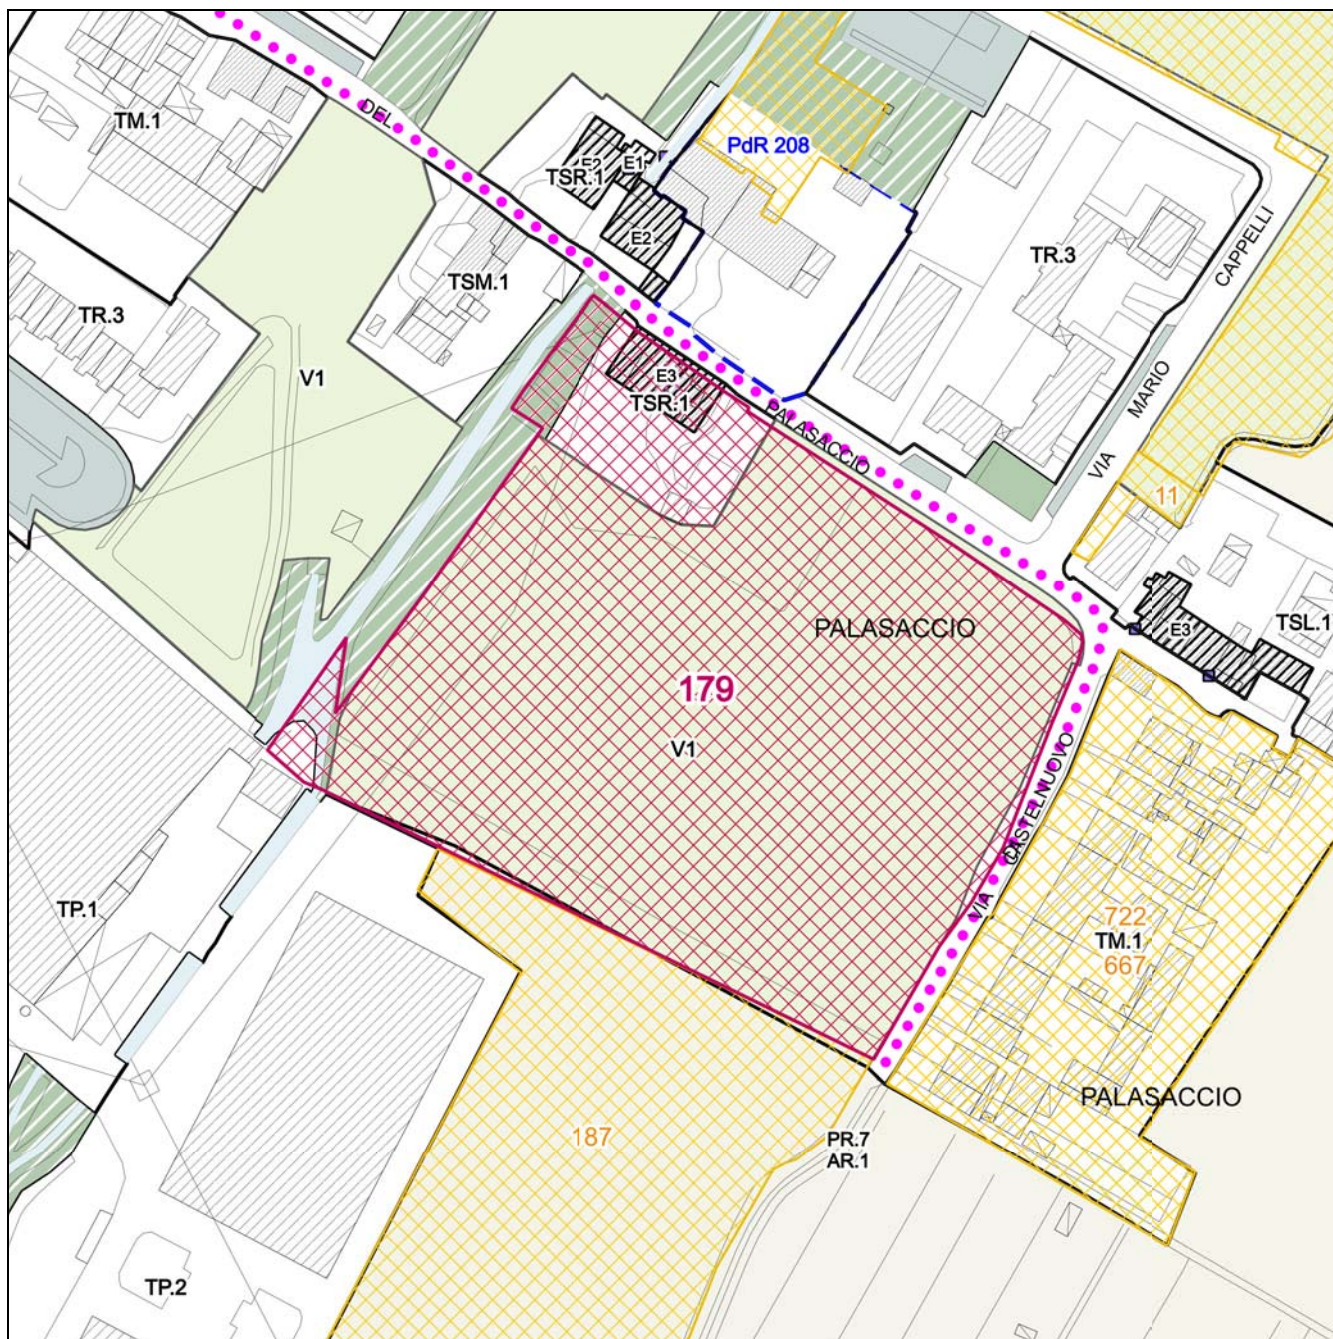 DEL
TM.1
PdR 208
E2
E1
TSR.1
E2
TR.3
CAPPELLI
TSM.1
TR.3
V1
E3
TSR.1
MARIO
PALASACCIO
VIA
11
PALASACCIO
E3
TSL.1
179
V1
CASTELNUOVO
DI
VIA
TP.1
722
TM.1
667
PALASACCIO
187
PR.7
AR.1
TP.2